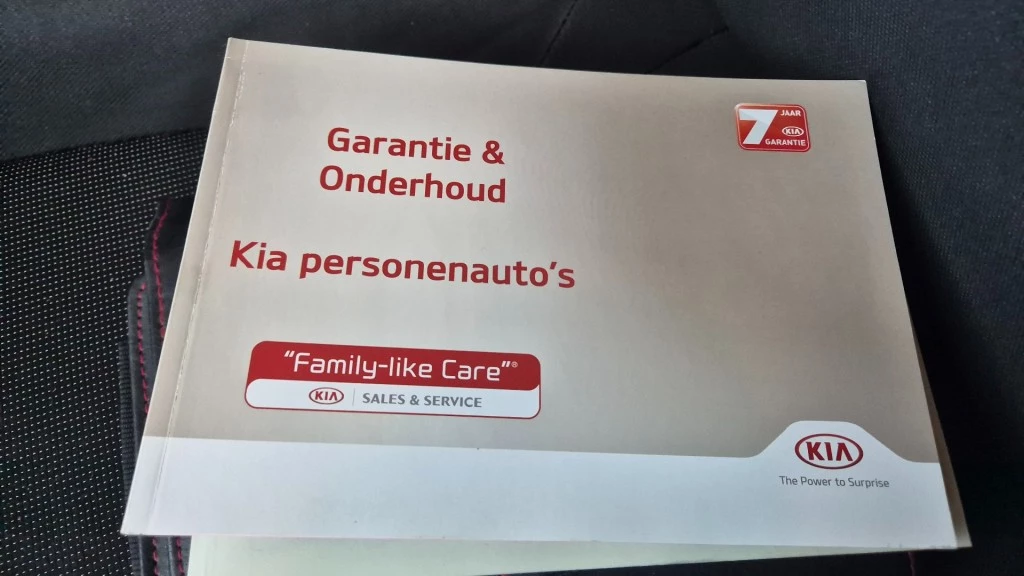 7 JAAR
KIA
GARANTIE
Garantie &
Onderhoud
Kia personenauto's
"Family-like Care"®
KIA SALES & SERVICE
KIA
The Power to Surprise